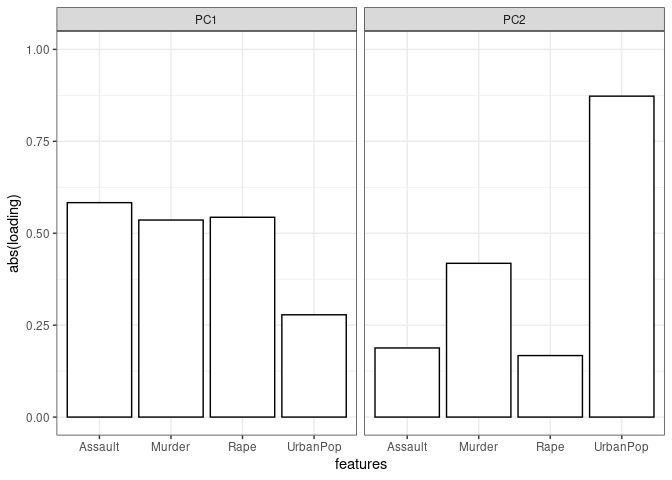 PC1 PC2
1.00
0.75
0.50
0.25
0.00
abs(loading)
Assault Murder Rape UrbanPop Assault Murder Rape UrbanPop
features